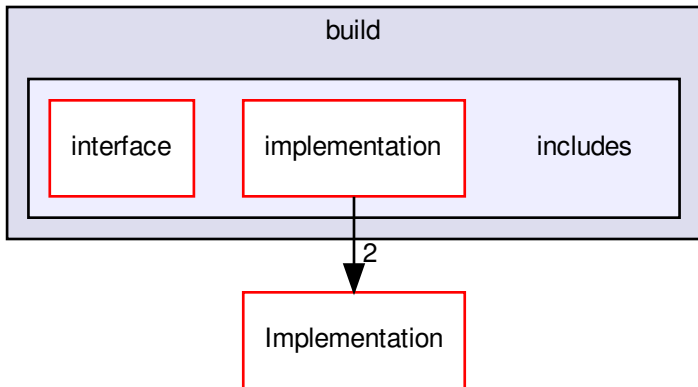 build
interface
implementation
includes
2
Implementation